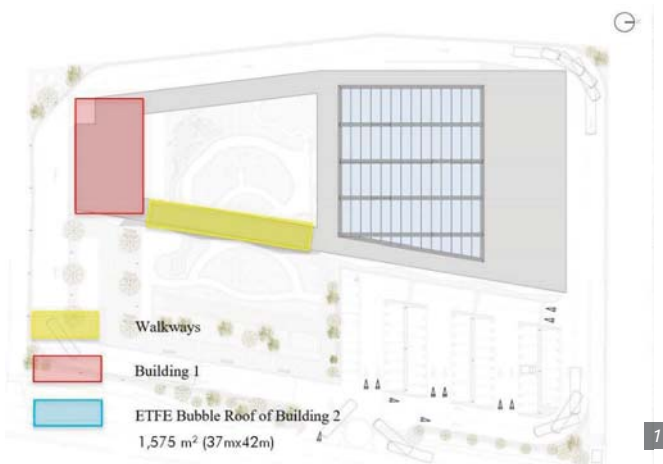 Walkways
Building 1
ETFE Bubble Roof of Building 2
1,575 m² (37mx42m)
1